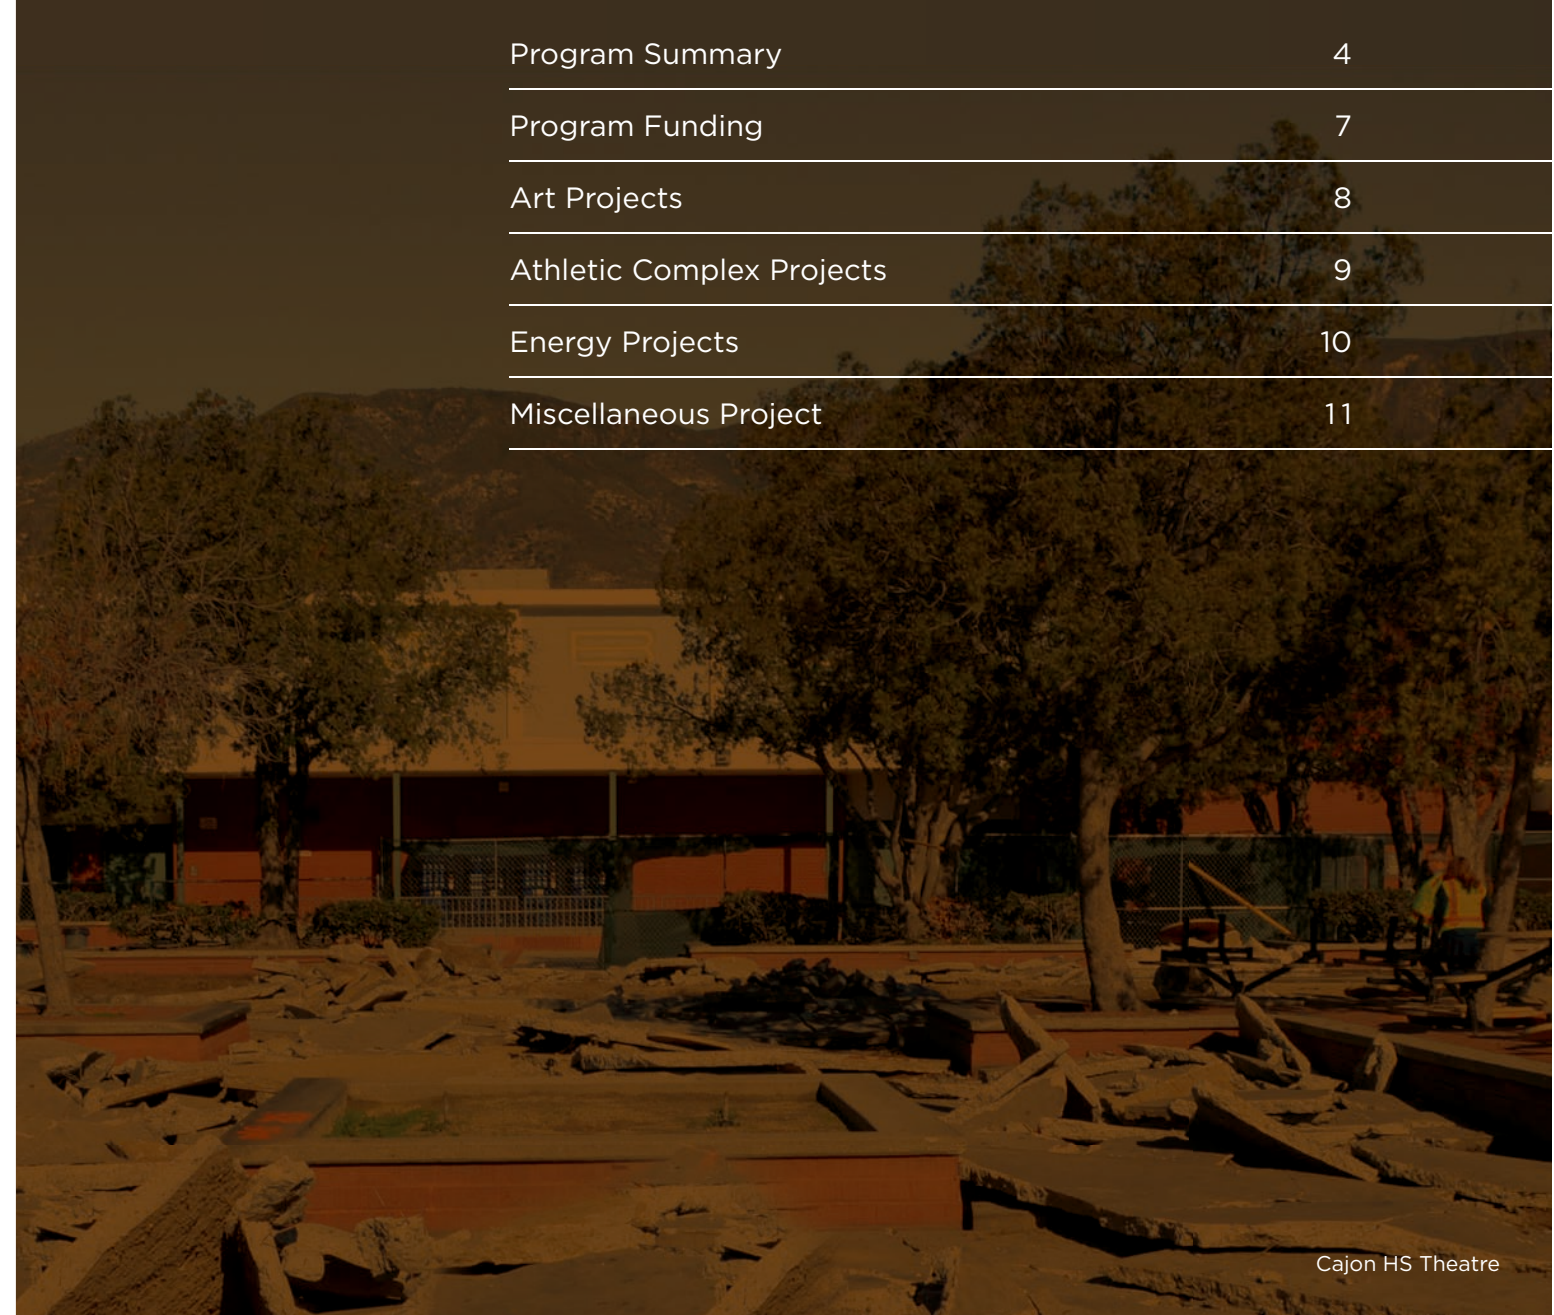 Program Summary 4
Program Funding 7
Art Projects 8
Athletic Complex Projects 9
Energy Projects 10
Miscellaneous Project 11
Cajon HS Theatre